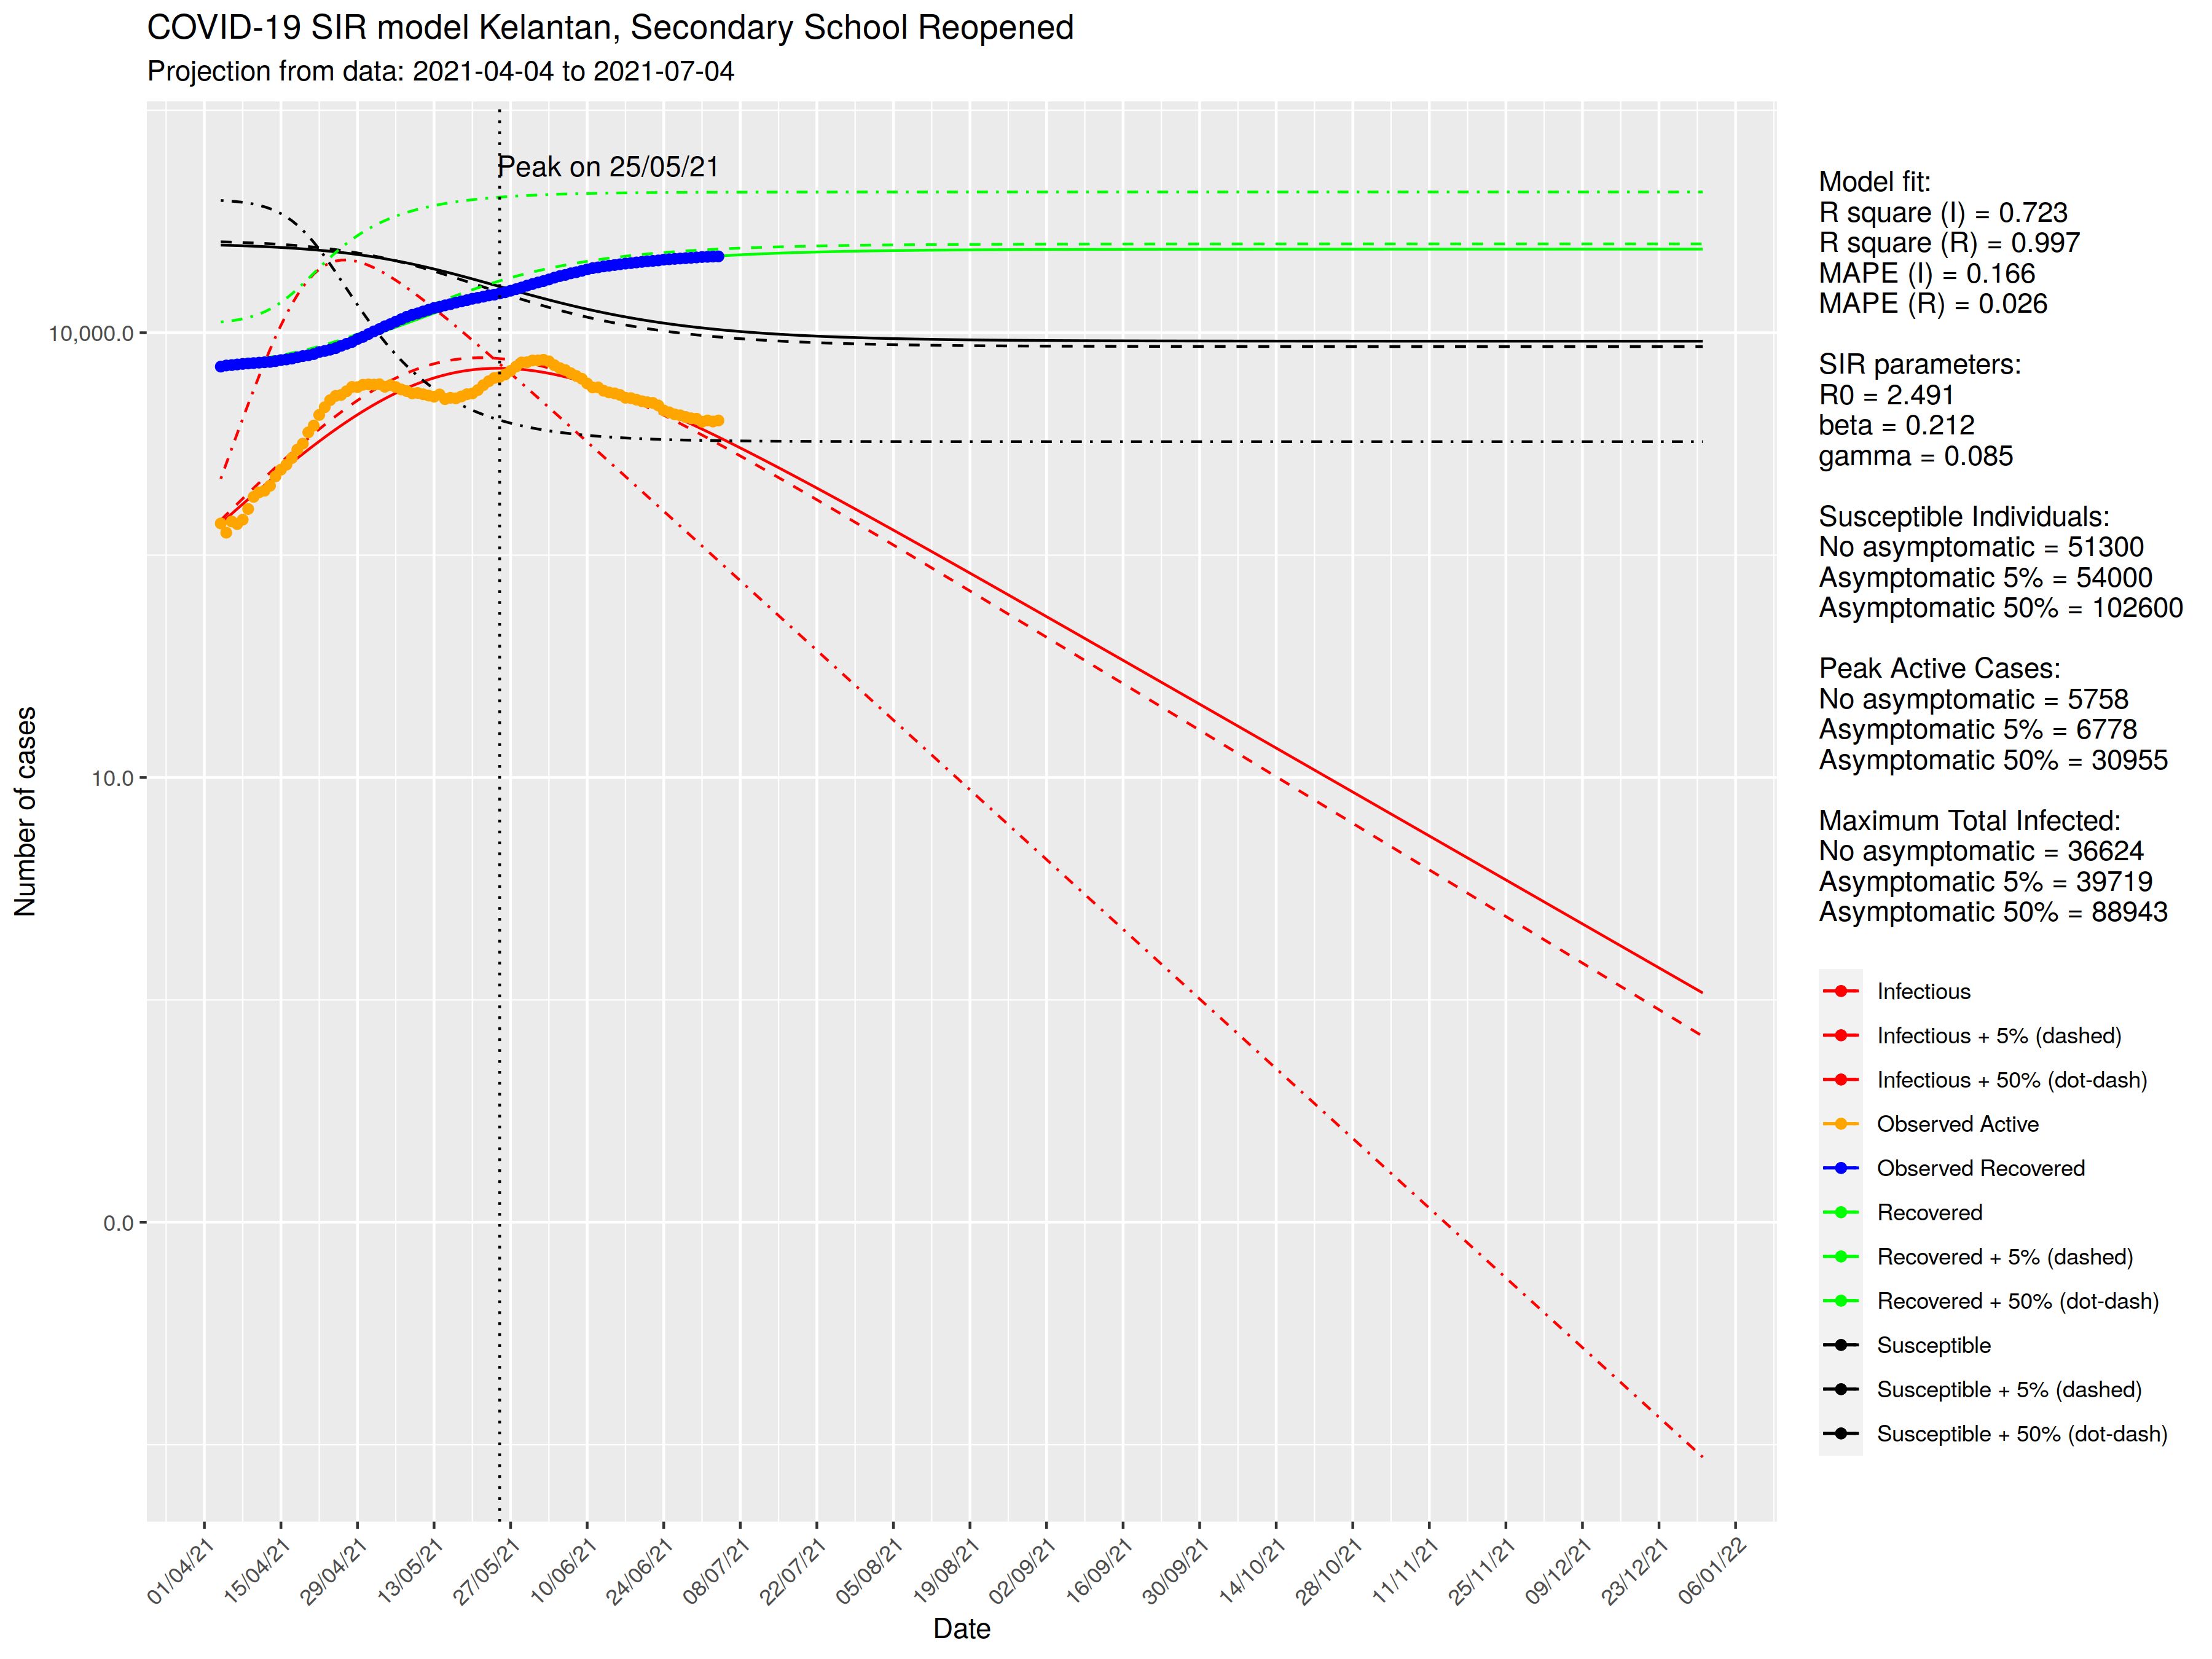 COVID-19 SIR model Kelantan, Secondary School Reopened
Projection from data: 2021-04-04 to 2021-07-04
Peak on 25/05/21
Number of cases
10,000.0
10.0
0.0
01/04/21
15/04/21
29/04/21
13/05/21
27/05/21
10/06/21
24/06/21
08/07/21
22/07/21
05/08/21
19/08/21
02/09/21
16/09/21
30/09/21
14/10/21
28/10/21
11/11/21
25/11/21
09/12/21
23/12/21
06/01/22
Date
Model fit:
R square (I) = 0.723
R square (R) = 0.997
MAPE (I) = 0.166
MAPE (R) = 0.026
SIR parameters:
R0 = 2.491
beta = 0.212
gamma = 0.085
Susceptible Individuals:
No asymptomatic = 51300
Asymptomatic 5% = 54000
Asymptomatic 50% = 102600
Peak Active Cases:
No asymptomatic = 5758
Asymptomatic 5% = 6778
Asymptomatic 50% = 30955
Maximum Total Infected:
No asymptomatic = 36624
Asymptomatic 5% = 39719
Asymptomatic 50% = 88943
Infectious
Infectious + 5% (dashed)
Infectious + 50% (dot-dash)
Observed Active
Observed Recovered
Recovered
Recovered + 5% (dashed)
Recovered + 50% (dot-dash)
Susceptible
Susceptible + 5% (dashed)
Susceptible + 50% (dot-dash)